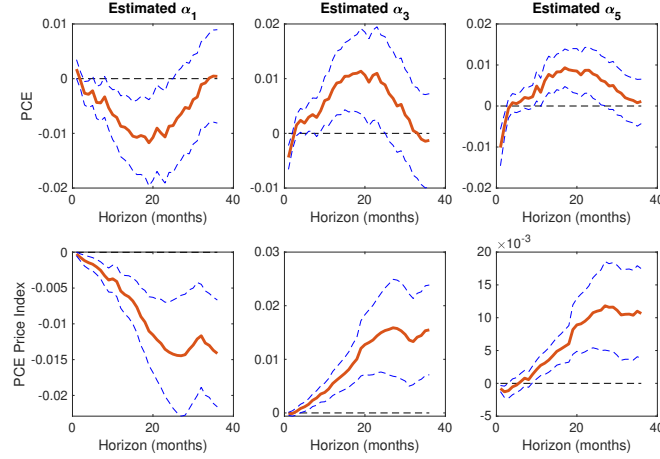 Estimated α1 Estimated α3 Estimated α5
0.01 0.02 0.02
0 0.01 0.01
PCE -0.01 0 0
-0.01
-0.02 -0.01 -0.02
0 20 40 0 20 40 0 20 40
Horizon (months) Horizon (months) Horizon (months)
0 0.03 20 ×10-3
-0.005 0.02 15
PCE Price Index -0.01 10
-0.015 0.01 5
-0.02 0 0
-5
0 20 40 0 20 40 0 20 40
Horizon (months) Horizon (months) Horizon (months)